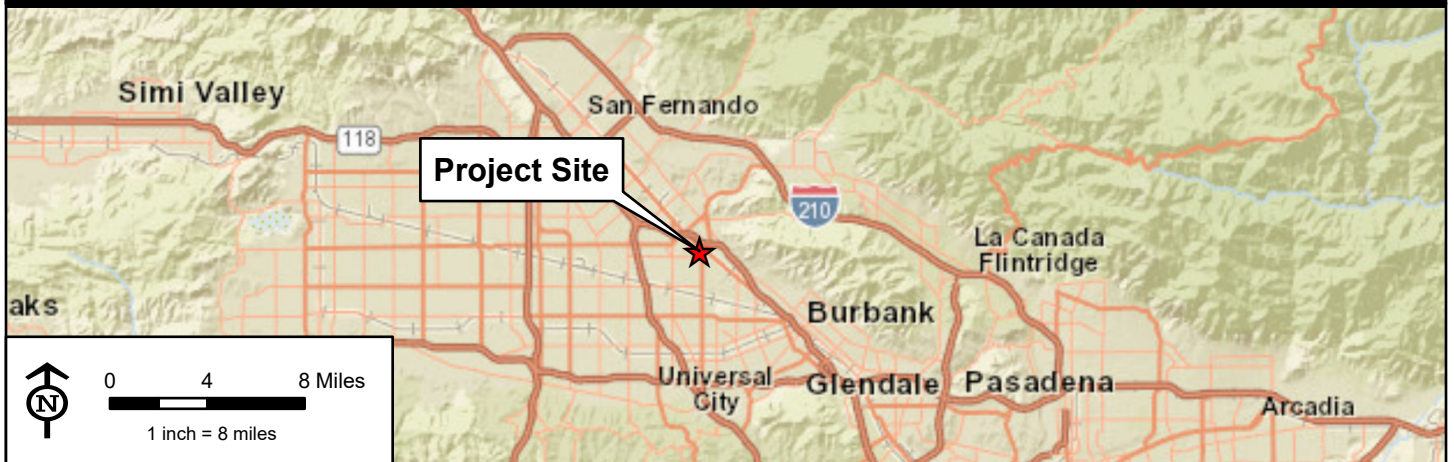 Simi Valley
San Fernando
118
Project Site
210
La Canada
Flintridge
aks
Burbank
Universal
City
Glendale
Pasadena
Arcadia
N
0 4 8 Miles
1 inch = 8 miles